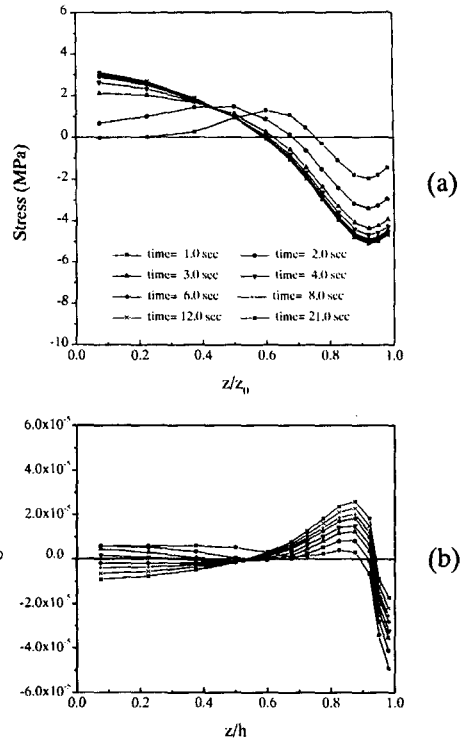 6
4
2
0
-2
-4
-6
-8
-10
Stress (MPa)
(a)
time= 1.0 sec time= 2.0 sec
time= 3.0 sec time= 4.0 sec
time= 6.0 sec time= 8.0 sec
time= 12.0 sec time= 21.0 sec
0.0 0.2 0.4 0.6 0.8 1.0
z/z₀
6.0x10⁻⁵
4.0x10⁻⁵
2.0x10⁻⁵
0.0
-2.0x10⁻⁵
-4.0x10⁻⁵
-6.0x10⁻⁵
(b)
0.0 0.2 0.4 0.6 0.8 1.0
z/h